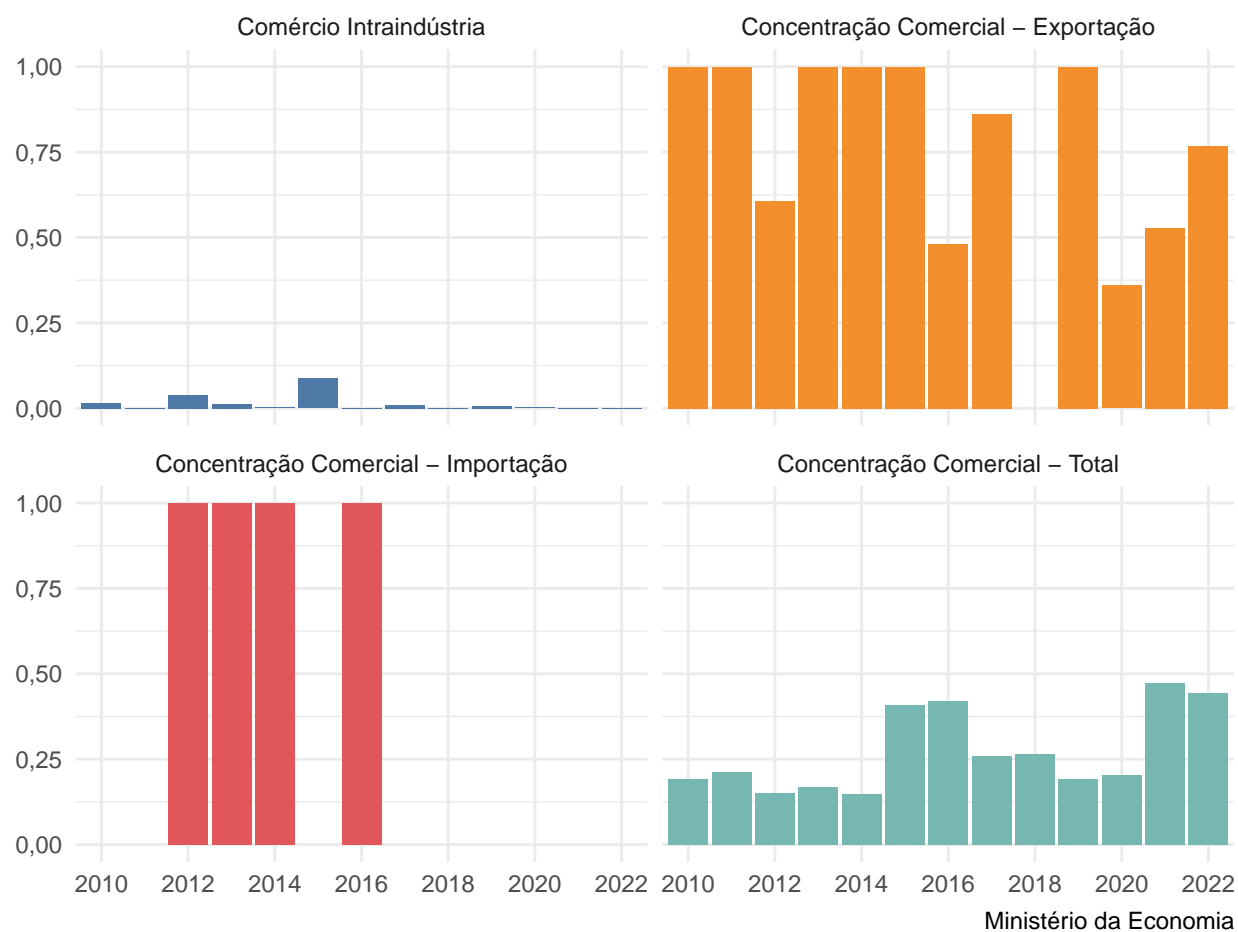 Comércio Intraindústria
Concentração Comercial – Exportação
1,00
0,75
0,50
0,25
0,00
Concentração Comercial – Importação
Concentração Comercial – Total
1,00
0,75
0,50
0,25
0,00
2010 2012 2014 2016 2018 2020 2022
2010 2012 2014 2016 2018 2020 2022
Ministério da Economia